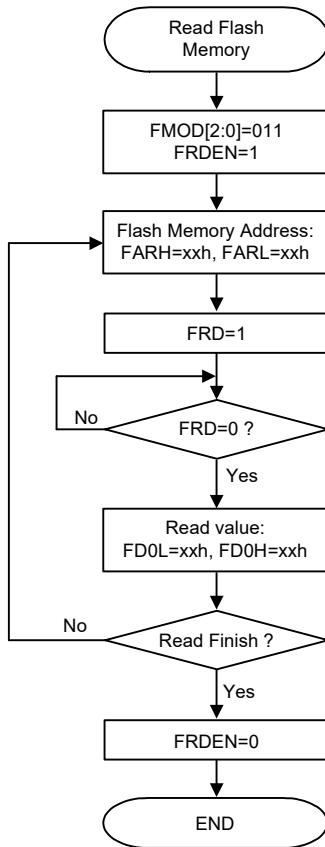 Read Flash
Memory
FMOD[2:0]=011
FRDEN=1
Flash Memory Address:
FARH=xxh, FARL=xxh
FRD=1
No
FRD=0 ?
Yes
Read value:
FD0L=xxh, FD0H=xxh
No
Read Finish ?
Yes
FRDEN=0
END